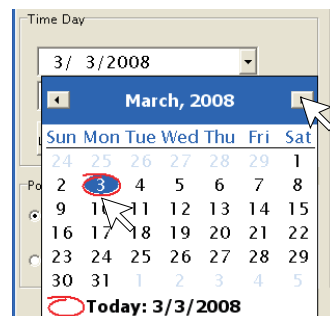 Time Day
3/ 3/2008
March, 2008
Sun Mon Tue Wed Thu Fri Sat
24 25 26 27 28 29 1
2 3 4 5 6 7 8
9 10 11 12 13 14 15
16 17 18 19 20 21 22
23 24 25 26 27 28 29
30 31 1 2 3 4 5
Today: 3/3/2008